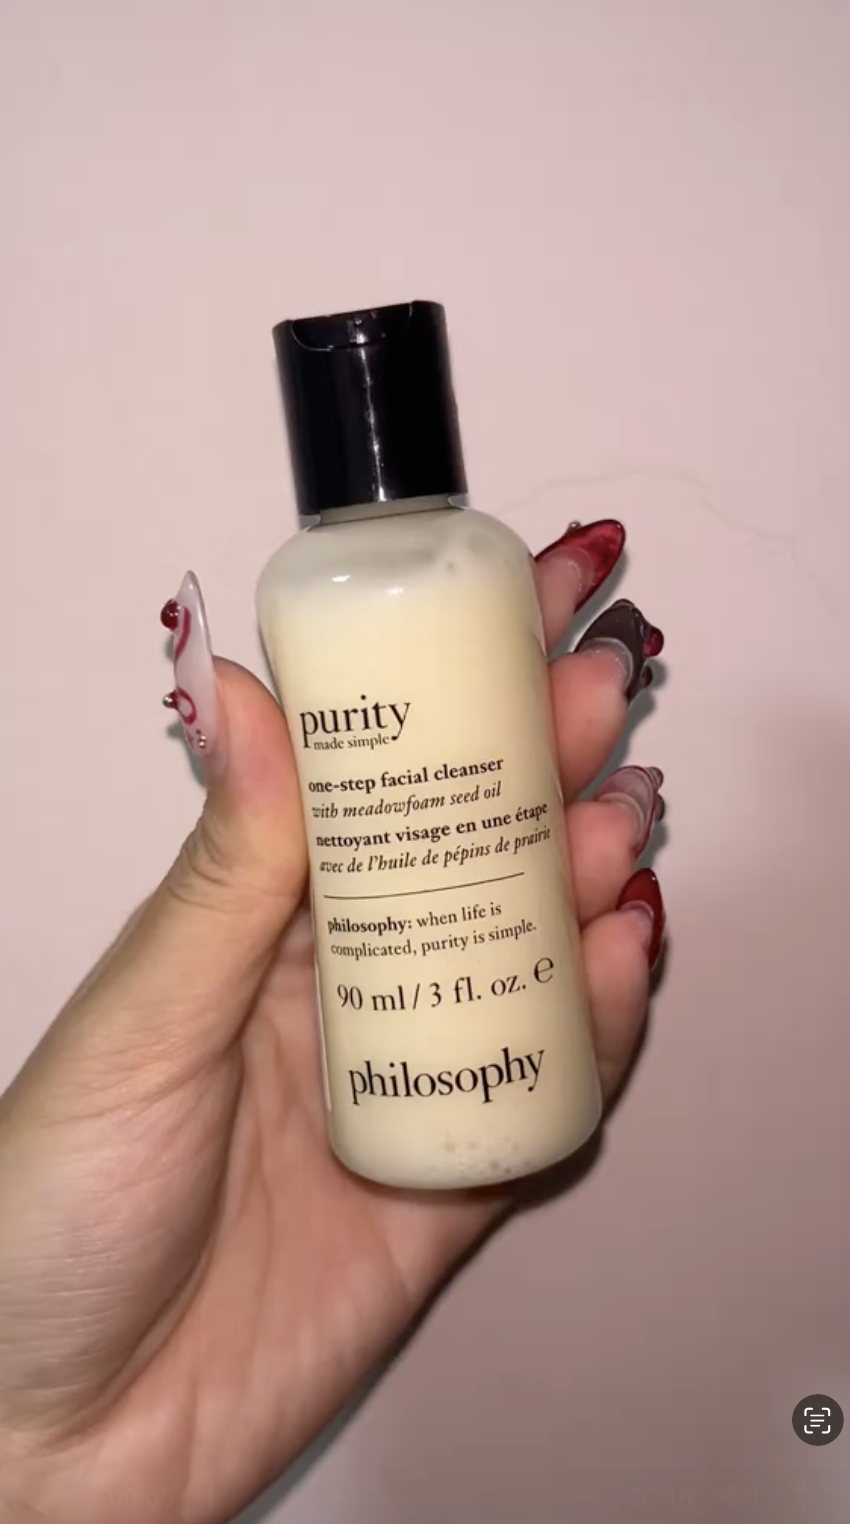 purity
made simple
one-step facial cleanser
with meadowfoam seed oil
nettoyant visage en une étape
avec de l'huile de pépins de prairie
philosophy: when life is
complicated, purity is simple.
90 ml / 3 fl. oz. ℮
philosophy